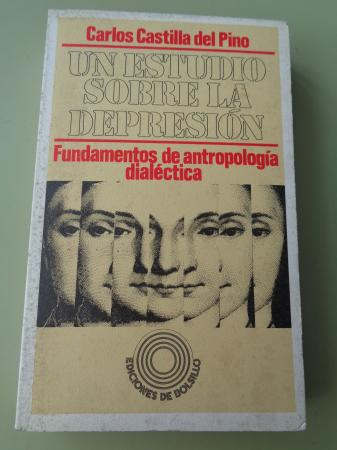 Carlos Castilla del Pino
UN ESTUDIO
SOBRE LA
DEPRESIÓN
Fundamentos de antropología
dialéctica
EDICIONES DE BOLSILLO